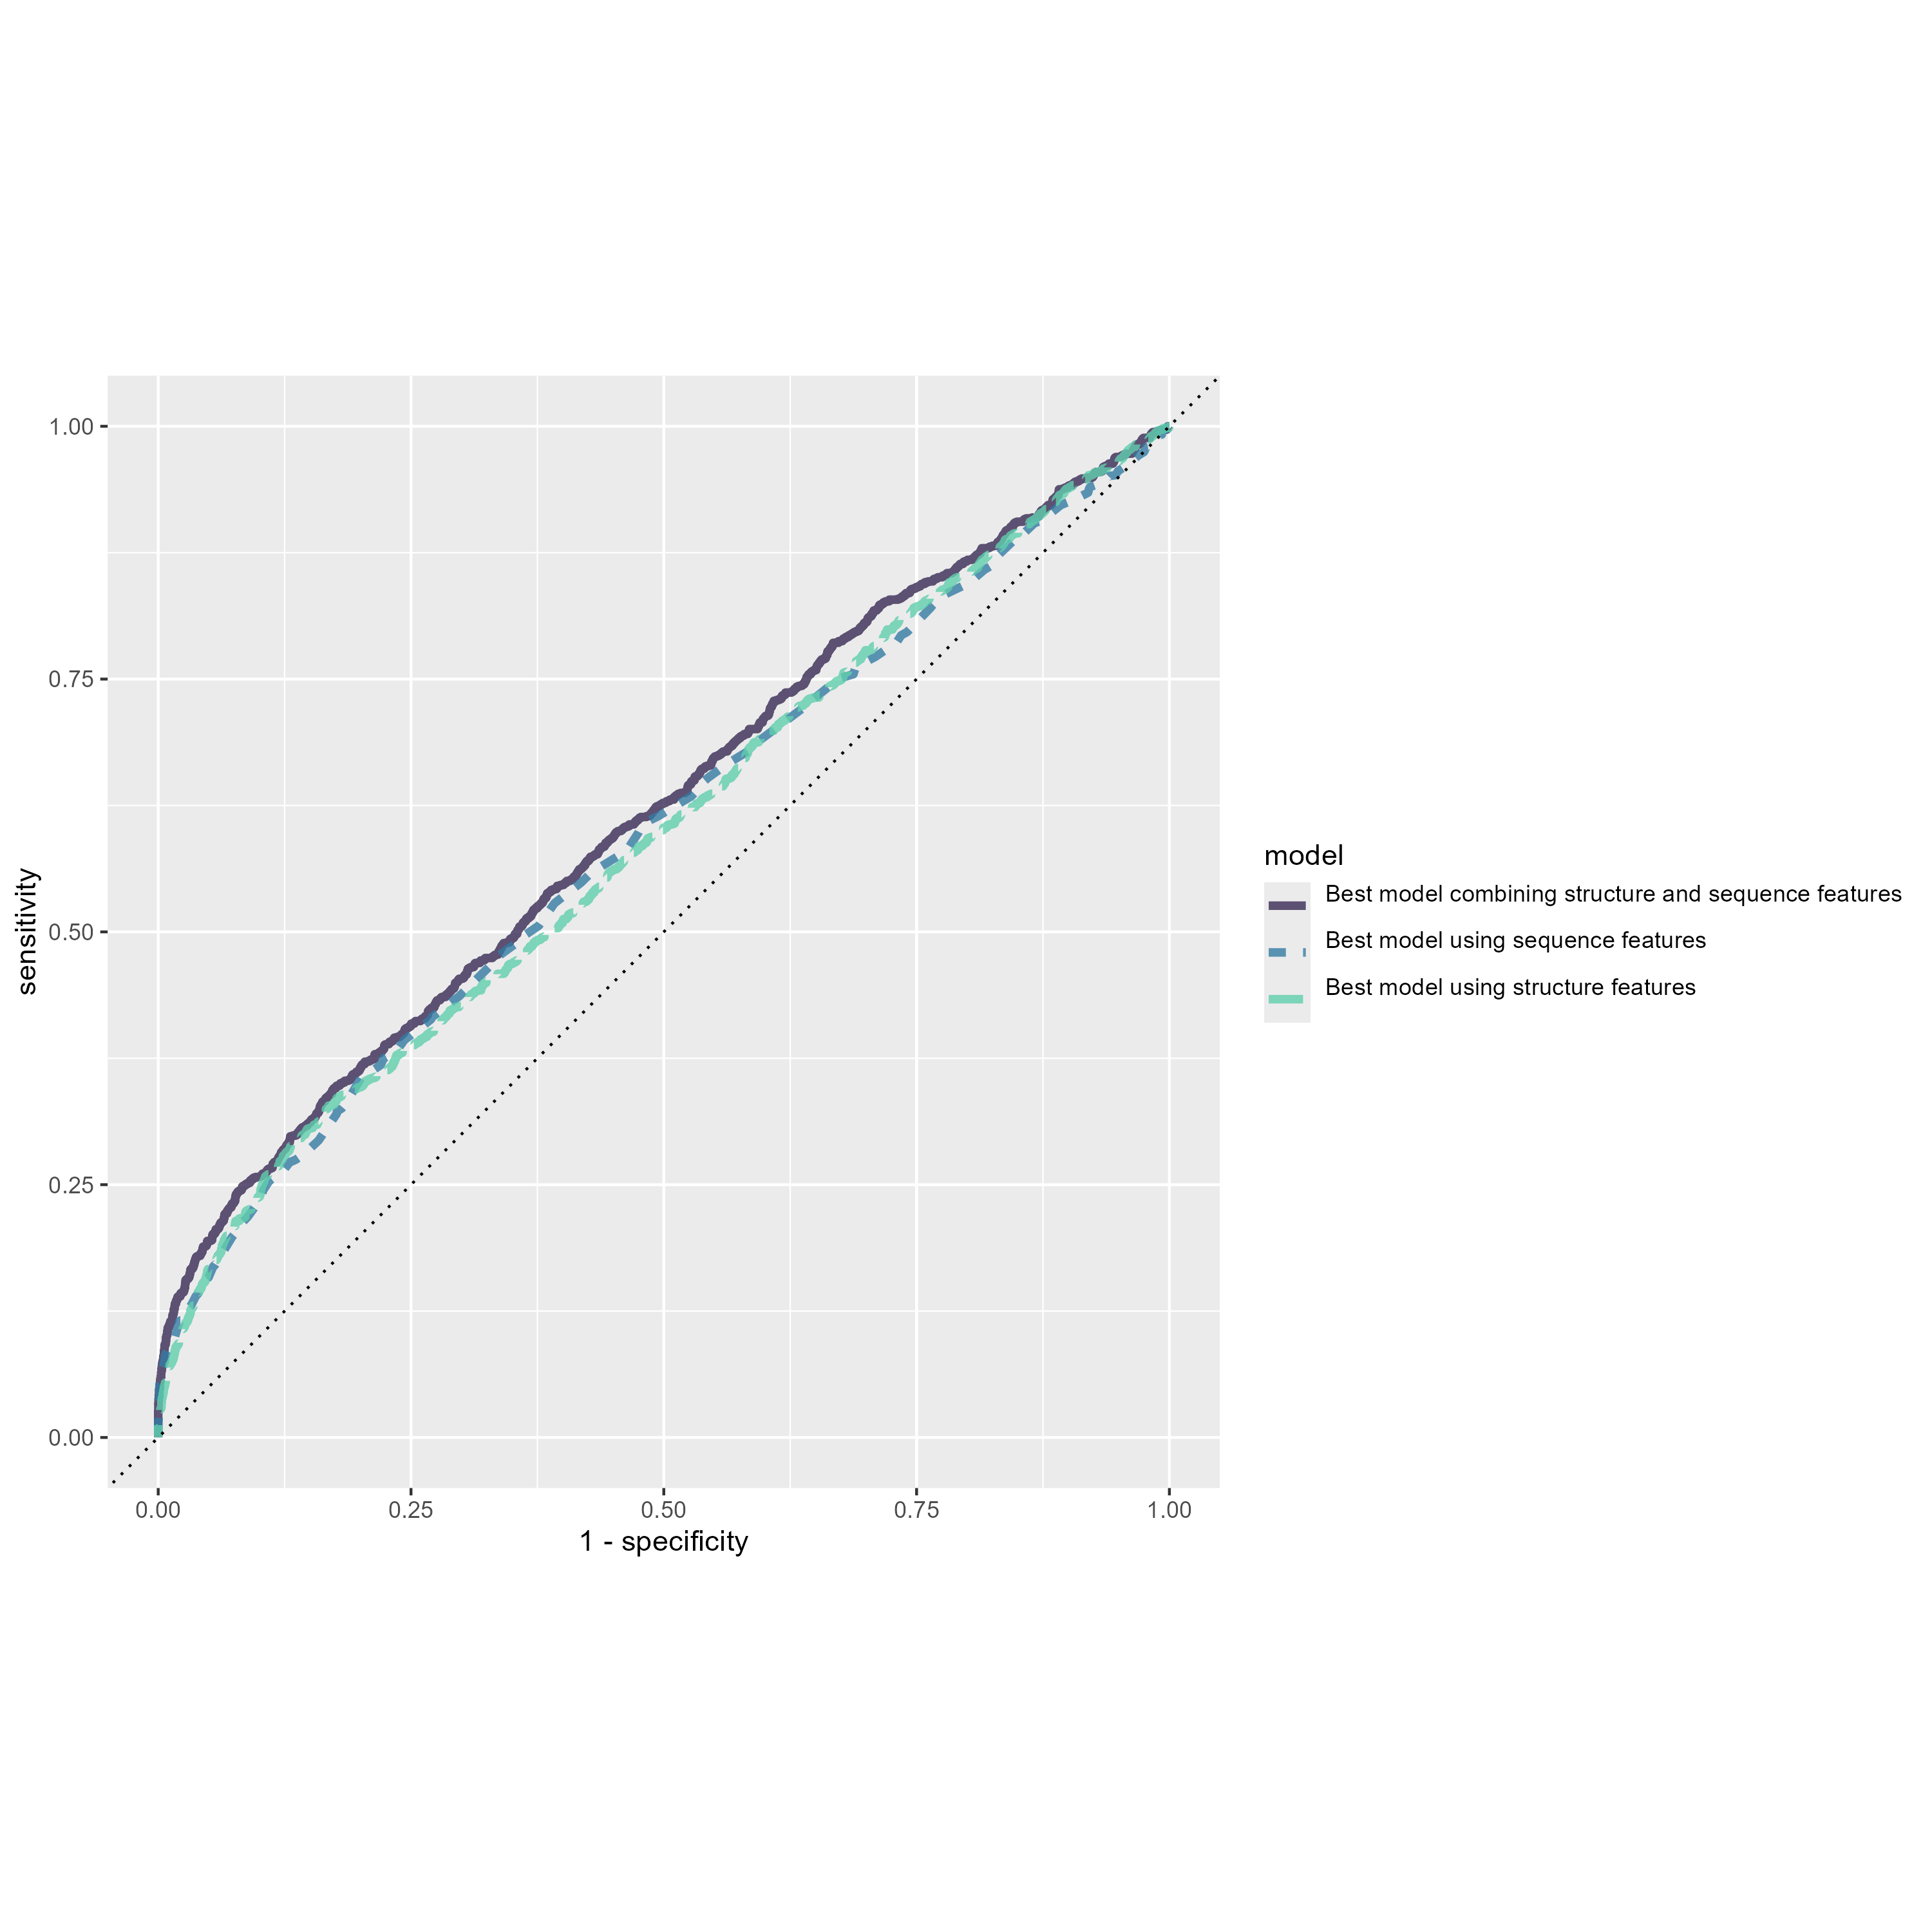 1.00
0.75
0.50
0.25
0.00
sensitivity
0.00 0.25 0.50 0.75 1.00
1 - specificity
model
Best model combining structure and sequence features
Best model using sequence features
Best model using structure features